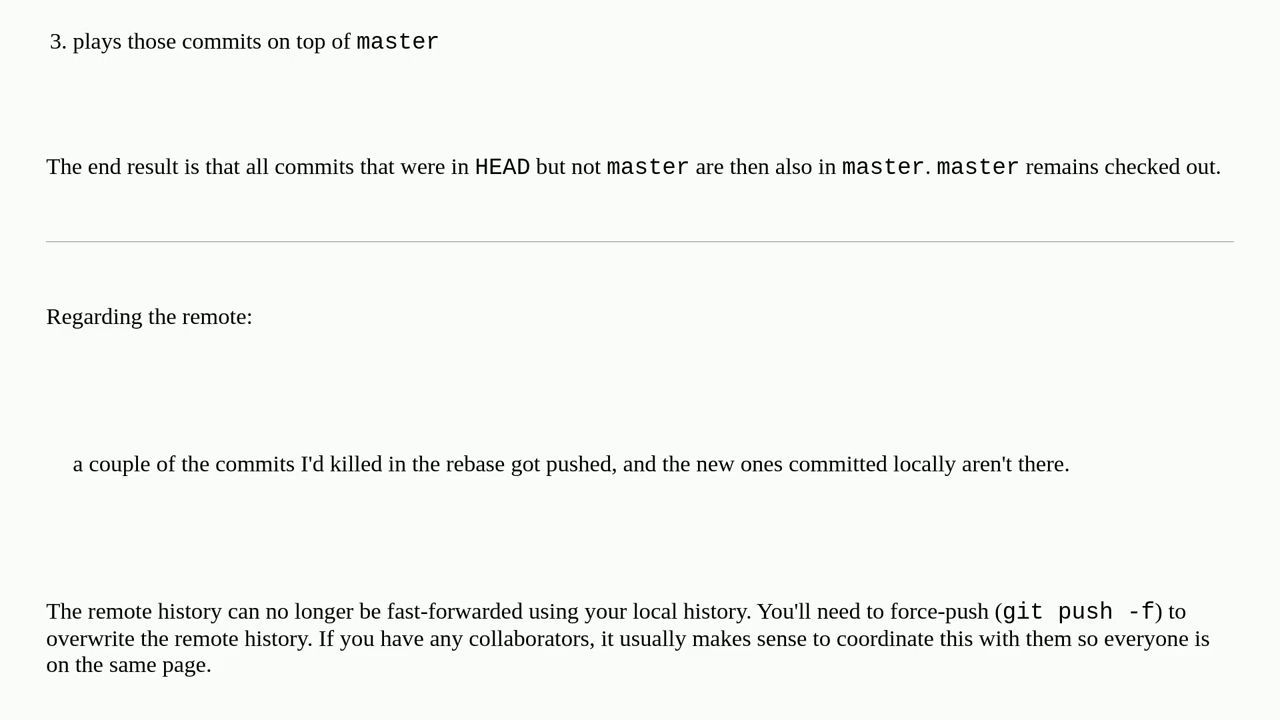 3. plays those commits on top of master
The end result is that all commits that were in HEAD but not master are then also in master. master remains checked out.
Regarding the remote:
a couple of the commits I'd killed in the rebase got pushed, and the new ones committed locally aren't there.
The remote history can no longer be fast-forwarded using your local history. You'll need to force-push (git push -f) to
overwrite the remote history. If you have any collaborators, it usually makes sense to coordinate this with them so everyone is
on the same page.